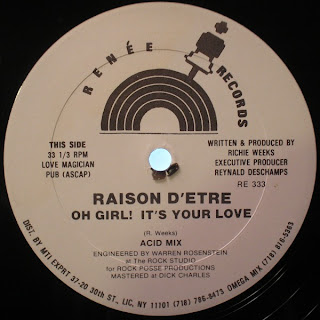 RENÉE RECORDS
THIS SIDE
33 1/3 RPM
LOVE MAGICIAN
PUB (ASCAP)
WRITTEN & PRODUCED BY
RICHIE WEEKS
EXECUTIVE PRODUCER
REYNALD DESCHAMPS
RE 333
RAISON D'ETRE
OH GIRL! IT'S YOUR LOVE
(R. Weeks)
ACID MIX
ENGINEERED BY WARREN ROSENSTEIN
at The ROCK STUDIO
for ROCK POSSE PRODUCTIONS
MASTERED at DICK CHARLES
DIST. BY MTI EXPRT 37-20 30th ST., LIC, NY 11101 (718) 786-6473 OMEGA MIX (718) 816-5363